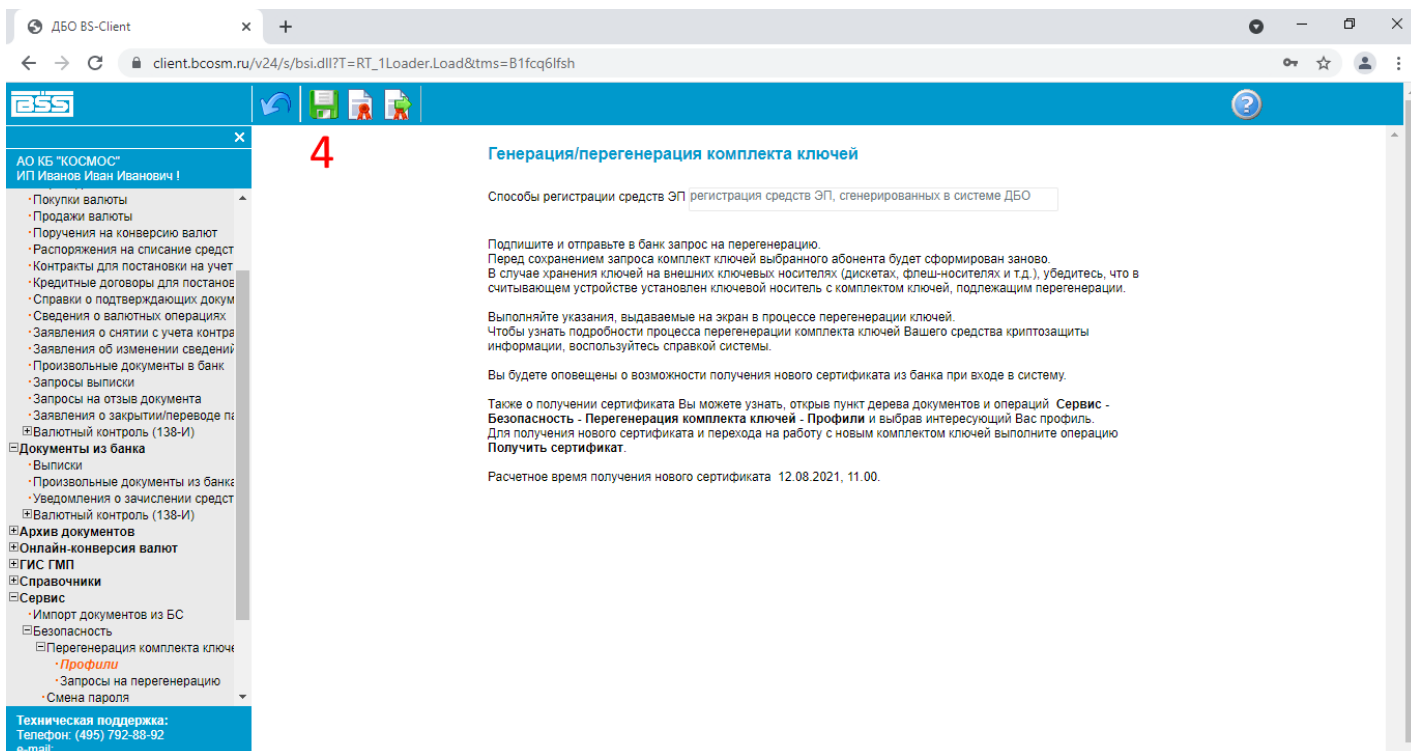 ДБО BS-Client
client.bcosm.ru/v24/s/bsi.dll?T=RT_1Loader.Load&tms=B1fcq6lfsh
BSS
4
АО КБ "КОСМОС"
ИП Иванов Иван Иванович !
Покупки валюты
Продажи валюты
Поручения на конверсию валют
Распоряжения на списание средст
Контракты для постановки на учет
Кредитные договоры для постанов
Справки о подтверждающих докум
Сведения о валютных операциях
Заявления о снятии с учета контра
Заявления об изменении сведений
Произвольные документы в банк
Запросы выписки
Запросы на отзыв документа
Заявления о закрытии/переводе па
Валютный контроль (138-И)
Документы из банка
Выписки
Произвольные документы из банка
Уведомления о зачислении средст
Валютный контроль (138-И)
Архив документов
Онлайн-конверсия валют
ГИС ГМП
Справочники
Сервис
Импорт документов из БС
Безопасность
Перегенерация комплекта ключе
Профили
Запросы на перегенерацию
Смена пароля
Техническая поддержка:
Телефон: (495) 792-88-92
e-mail:
Генерация/перегенерация комплекта ключей
Способы регистрации средств ЭП регистрация средств ЭП, сгенерированных в системе ДБО
Подпишите и отправьте в банк запрос на перегенерацию.
Перед сохранением запроса комплект ключей выбранного абонента будет сформирован заново.
В случае хранения ключей на внешних ключевых носителях (дискетах, флеш-носителях и т.д.), убедитесь, что в
считывающем устройстве установлен ключевой носитель с комплектом ключей, подлежащим перегенерации.
Выполняйте указания, выдаваемые на экран в процессе перегенерации ключей.
Чтобы узнать подробности процесса перегенерации комплекта ключей Вашего средства криптозащиты
информации, воспользуйтесь справкой системы.
Вы будете оповещены о возможности получения нового сертификата из банка при входе в систему.
Также о получении сертификата Вы можете узнать, открыв пункт дерева документов и операций Сервис -
Безопасность - Перегенерация комплекта ключей - Профили и выбрав интересующий Вас профиль.
Для получения нового сертификата и перехода на работу с новым комплектом ключей выполните операцию
Получить сертификат.
Расчетное время получения нового сертификата 12.08.2021, 11.00.